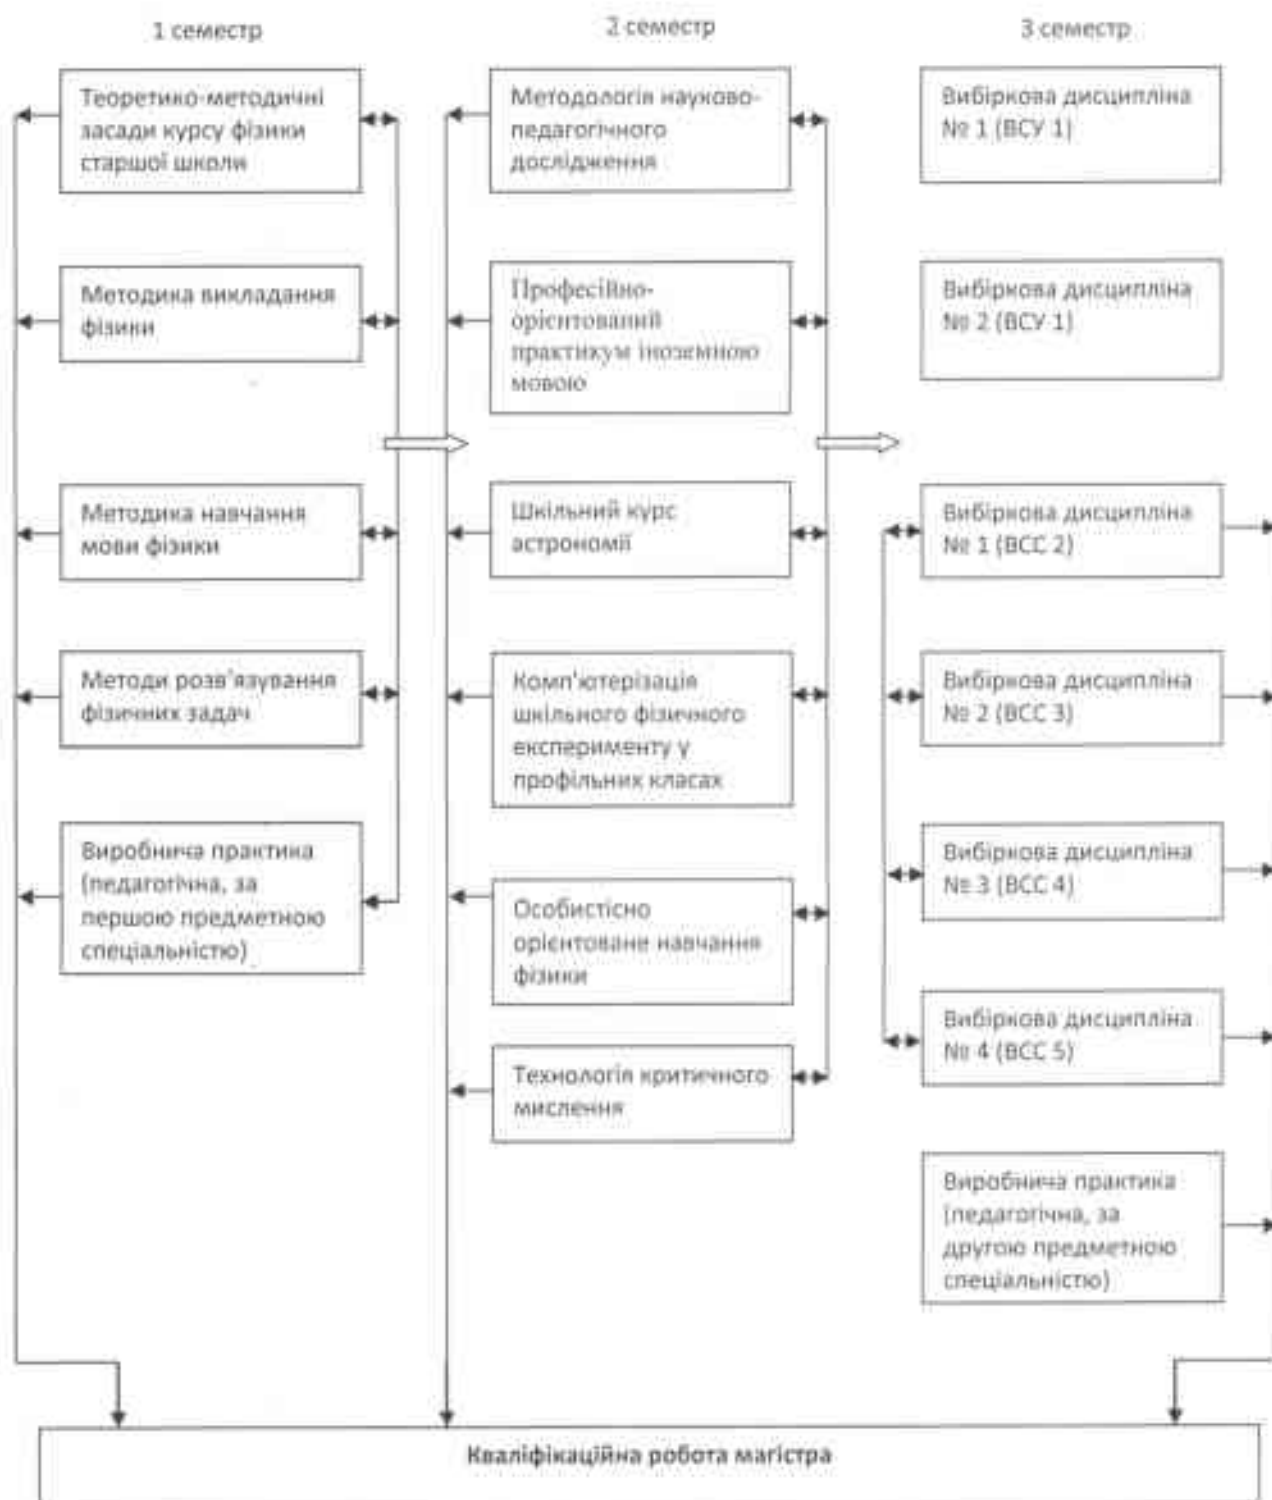 1 семестр
2 семестр
3 семестр
Теоретико-методичні
засади курсу фізики
старшої школи
Методика викладання
фізики
Методика навчання
мови фізики
Методи розв'язування
фізичних задач
Виробнича практика
(педагогічна, за
першою предметною
спеціальністю)
Методологія науково-
педагогічного
дослідження
Професійно-
орієнтований
практикум іноземною
мовою
Шкільний курс
астрономії
Комп'ютерізація
шкільного фізичного
експерименту у
профільних класах
Особистісно
орієнтоване навчання
фізики
Технологія критичного
мислення
Вибіркова дисципліна
№ 1 (ВСУ 1)
Вибіркова дисципліна
№ 2 (ВСУ 1)
Вибіркова дисципліна
№ 1 (ВСС 2)
Вибіркова дисципліна
№ 2 (ВСС 3)
Вибіркова дисципліна
№ 3 (ВСС 4)
Вибіркова дисципліна
№ 4 (ВСС 5)
Виробнича практика
(педагогічна, за
другою предметною
спеціальністю)
Кваліфікаційна робота магістра